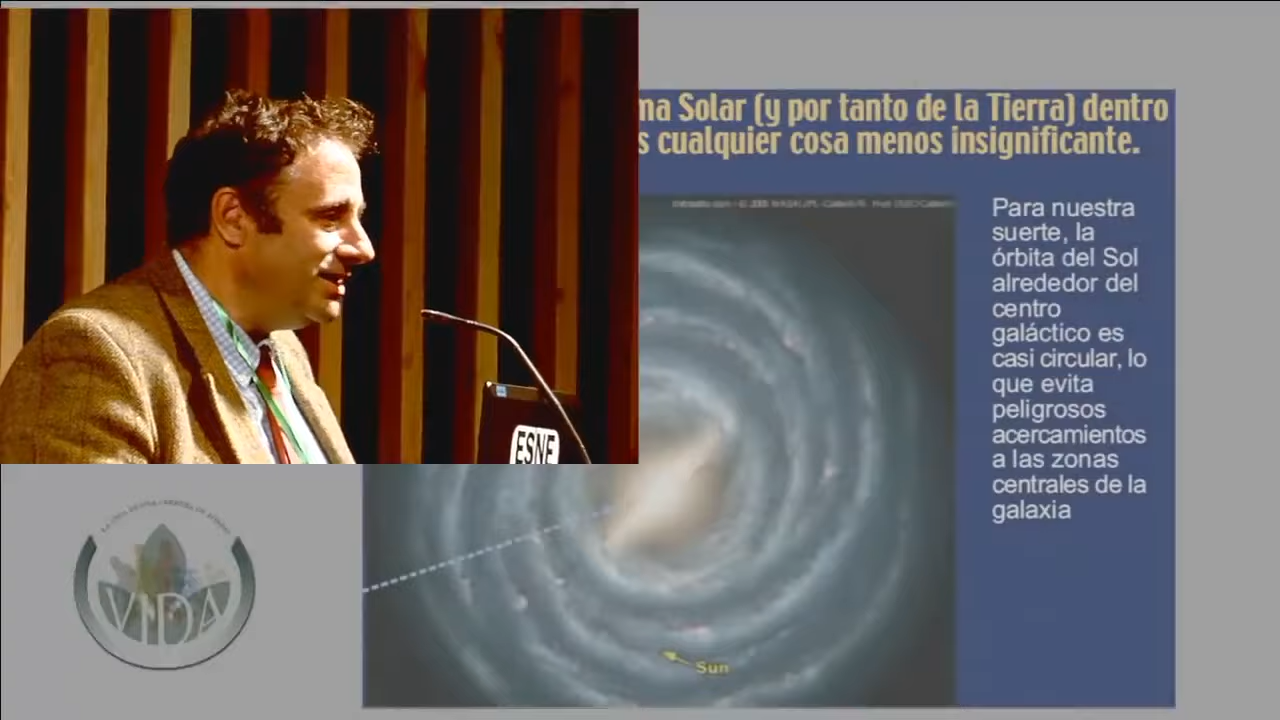 ma Solar (y por tanto de la Tierra) dentro
s cualquier cosa menos insignificante.
Para nuestra
suerte, la
órbita del Sol
alrededor del
centro
galáctico es
casi circular, lo
que evita
peligrosos
acercamientos
a las zonas
centrales de la
galaxia
ESNE
VIDA
Sun